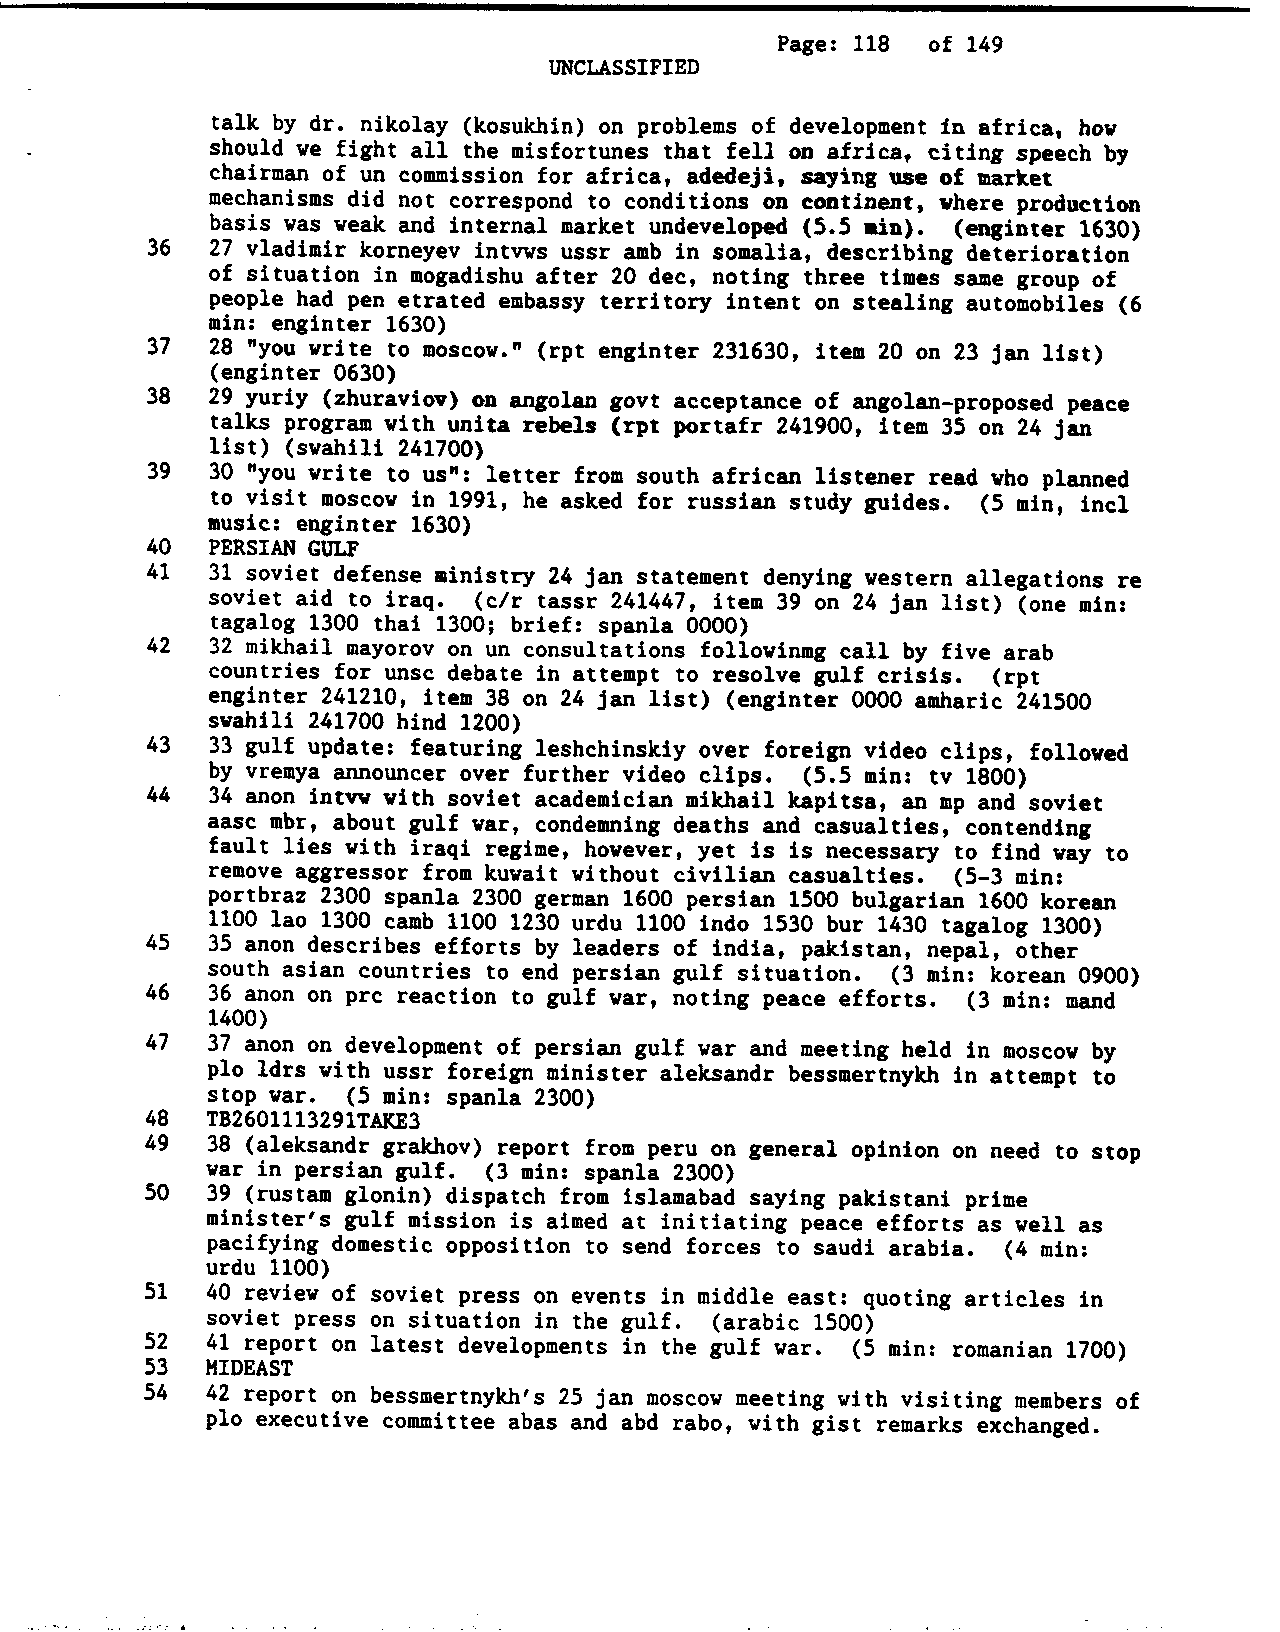 Page: 118 of 149
UNCLASSIFIED
talk by dr. nikolay (kosukhin) on problems of development in africa, how
should we fight all the misfortunes that fell on africa, citing speech by
chairman of un commission for africa, adedeji, saying use of market
mechanisms did not correspond to conditions on continent, where production
basis was weak and internal market undeveloped (5.5 min). (enginter 1630)
36 27 vladimir korneyev intvws ussr amb in somalia, describing deterioration
of situation in mogadishu after 20 dec, noting three times same group of
people had pen etrated embassy territory intent on stealing automobiles (6
min: enginter 1630)
37 28 "you write to moscow." (rpt enginter 231630, item 20 on 23 jan list)
(enginter 0630)
38 29 yuriy (zhuraviov) on angolan govt acceptance of angolan-proposed peace
talks program with unita rebels (rpt portafr 241900, item 35 on 24 jan
list) (swahili 241700)
39 30 "you write to us": letter from south african listener read who planned
to visit moscow in 1991, he asked for russian study guides. (5 min, incl
music: enginter 1630)
40 PERSIAN GULF
41 31 soviet defense ministry 24 jan statement denying western allegations re
soviet aid to iraq. (c/r tassr 241447, item 39 on 24 jan list) (one min:
tagalog 1300 thai 1300; brief: spanla 0000)
42 32 mikhail mayorov on un consultations followinmg call by five arab
countries for unsc debate in attempt to resolve gulf crisis. (rpt
enginter 241210, item 38 on 24 jan list) (enginter 0000 amharic 241500
swahili 241700 hind 1200)
43 33 gulf update: featuring leshchinskiy over foreign video clips, followed
by vremya announcer over further video clips. (5.5 min: tv 1800)
44 34 anon intvw with soviet academician mikhail kapitsa, an mp and soviet
aasc mbr, about gulf war, condemning deaths and casualties, contending
fault lies with iraqi regime, however, yet is is necessary to find way to
remove aggressor from kuwait without civilian casualties. (5-3 min:
portbraz 2300 spanla 2300 german 1600 persian 1500 bulgarian 1600 korean
1100 lao 1300 camb 1100 1230 urdu 1100 indo 1530 bur 1430 tagalog 1300)
45 35 anon describes efforts by leaders of india, pakistan, nepal, other
south asian countries to end persian gulf situation. (3 min: korean 0900)
46 36 anon on prc reaction to gulf war, noting peace efforts. (3 min: mand
1400)
47 37 anon on development of persian gulf war and meeting held in moscow by
plo ldrs with ussr foreign minister aleksandr bessmertnykh in attempt to
stop war. (5 min: spanla 2300)
48 TB2601113291TAKE3
49 38 (aleksandr grakhov) report from peru on general opinion on need to stop
war in persian gulf. (3 min: spanla 2300)
50 39 (rustam glonin) dispatch from islamabad saying pakistani prime
minister's gulf mission is aimed at initiating peace efforts as well as
pacifying domestic opposition to send forces to saudi arabia. (4 min:
urdu 1100)
51 40 review of soviet press on events in middle east: quoting articles in
soviet press on situation in the gulf. (arabic 1500)
52 41 report on latest developments in the gulf war. (5 min: romanian 1700)
53 MIDEAST
54 42 report on bessmertnykh's 25 jan moscow meeting with visiting members of
plo executive committee abas and abd rabo, with gist remarks exchanged.